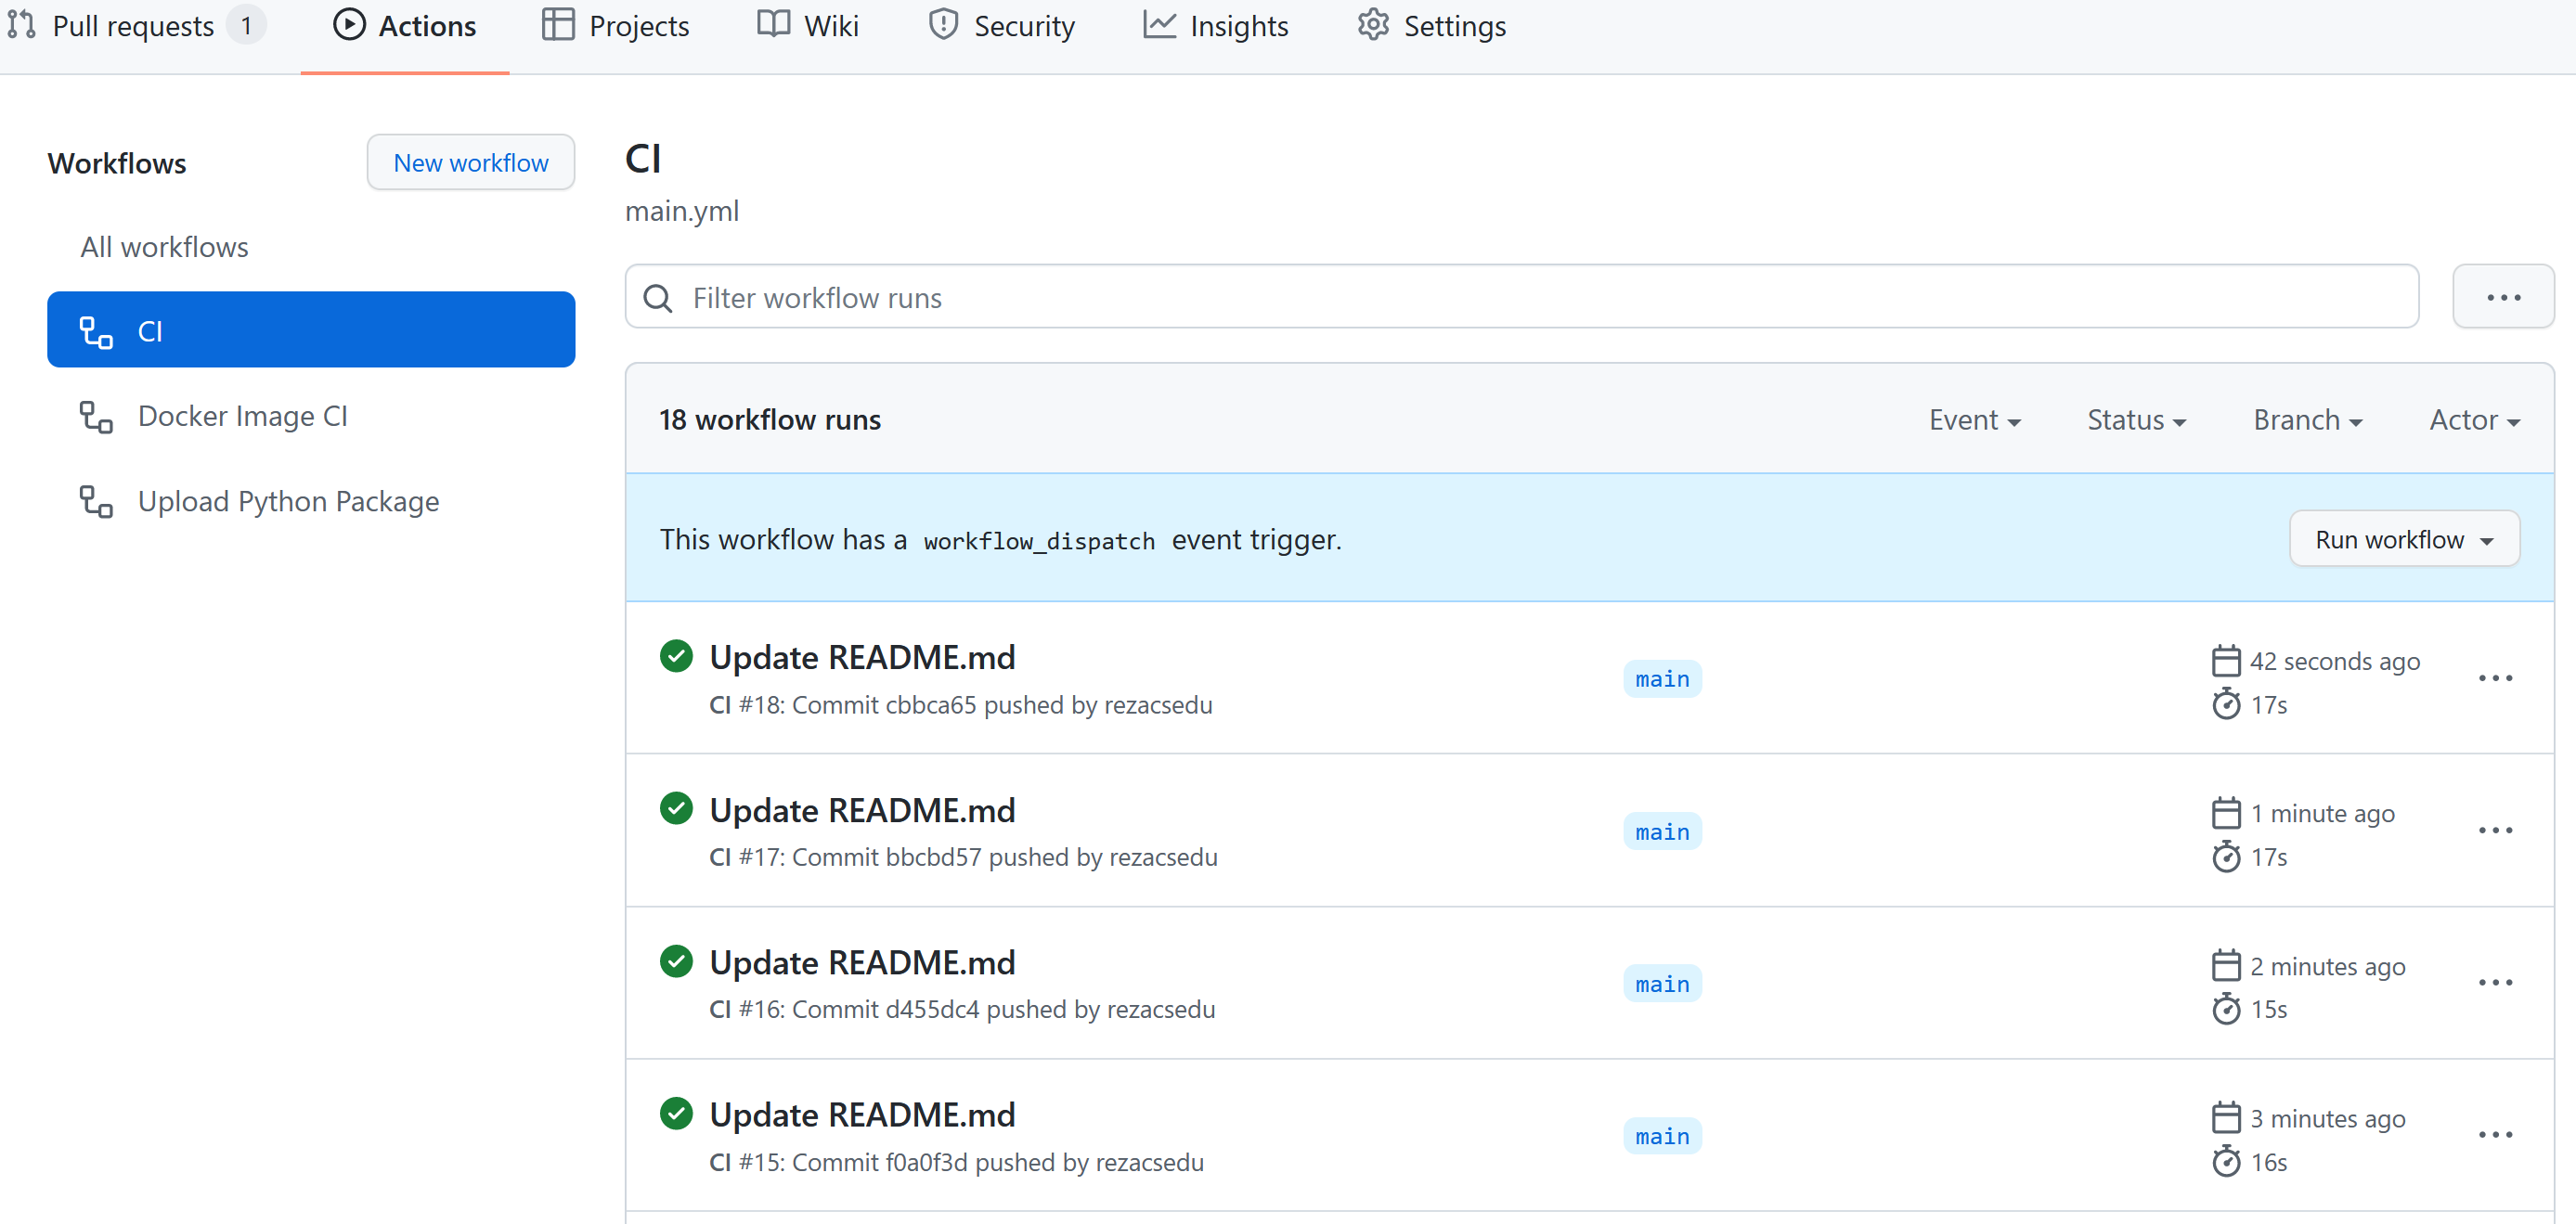 Pull requests 1 Actions Projects Wiki Security Insights Settings
Workflows
New workflow
All workflows
CI
Docker Image CI
Upload Python Package
CI
main.yml
Filter workflow runs
18 workflow runs Event Status Branch Actor
This workflow has a workflow_dispatch event trigger. Run workflow
Update README.md
CI #18: Commit cbbca65 pushed by rezacsedu
main
42 seconds ago
17s
Update README.md
CI #17: Commit bbcbd57 pushed by rezacsedu
main
1 minute ago
17s
Update README.md
CI #16: Commit d455dc4 pushed by rezacsedu
main
2 minutes ago
15s
Update README.md
CI #15: Commit f0a0f3d pushed by rezacsedu
main
3 minutes ago
16s